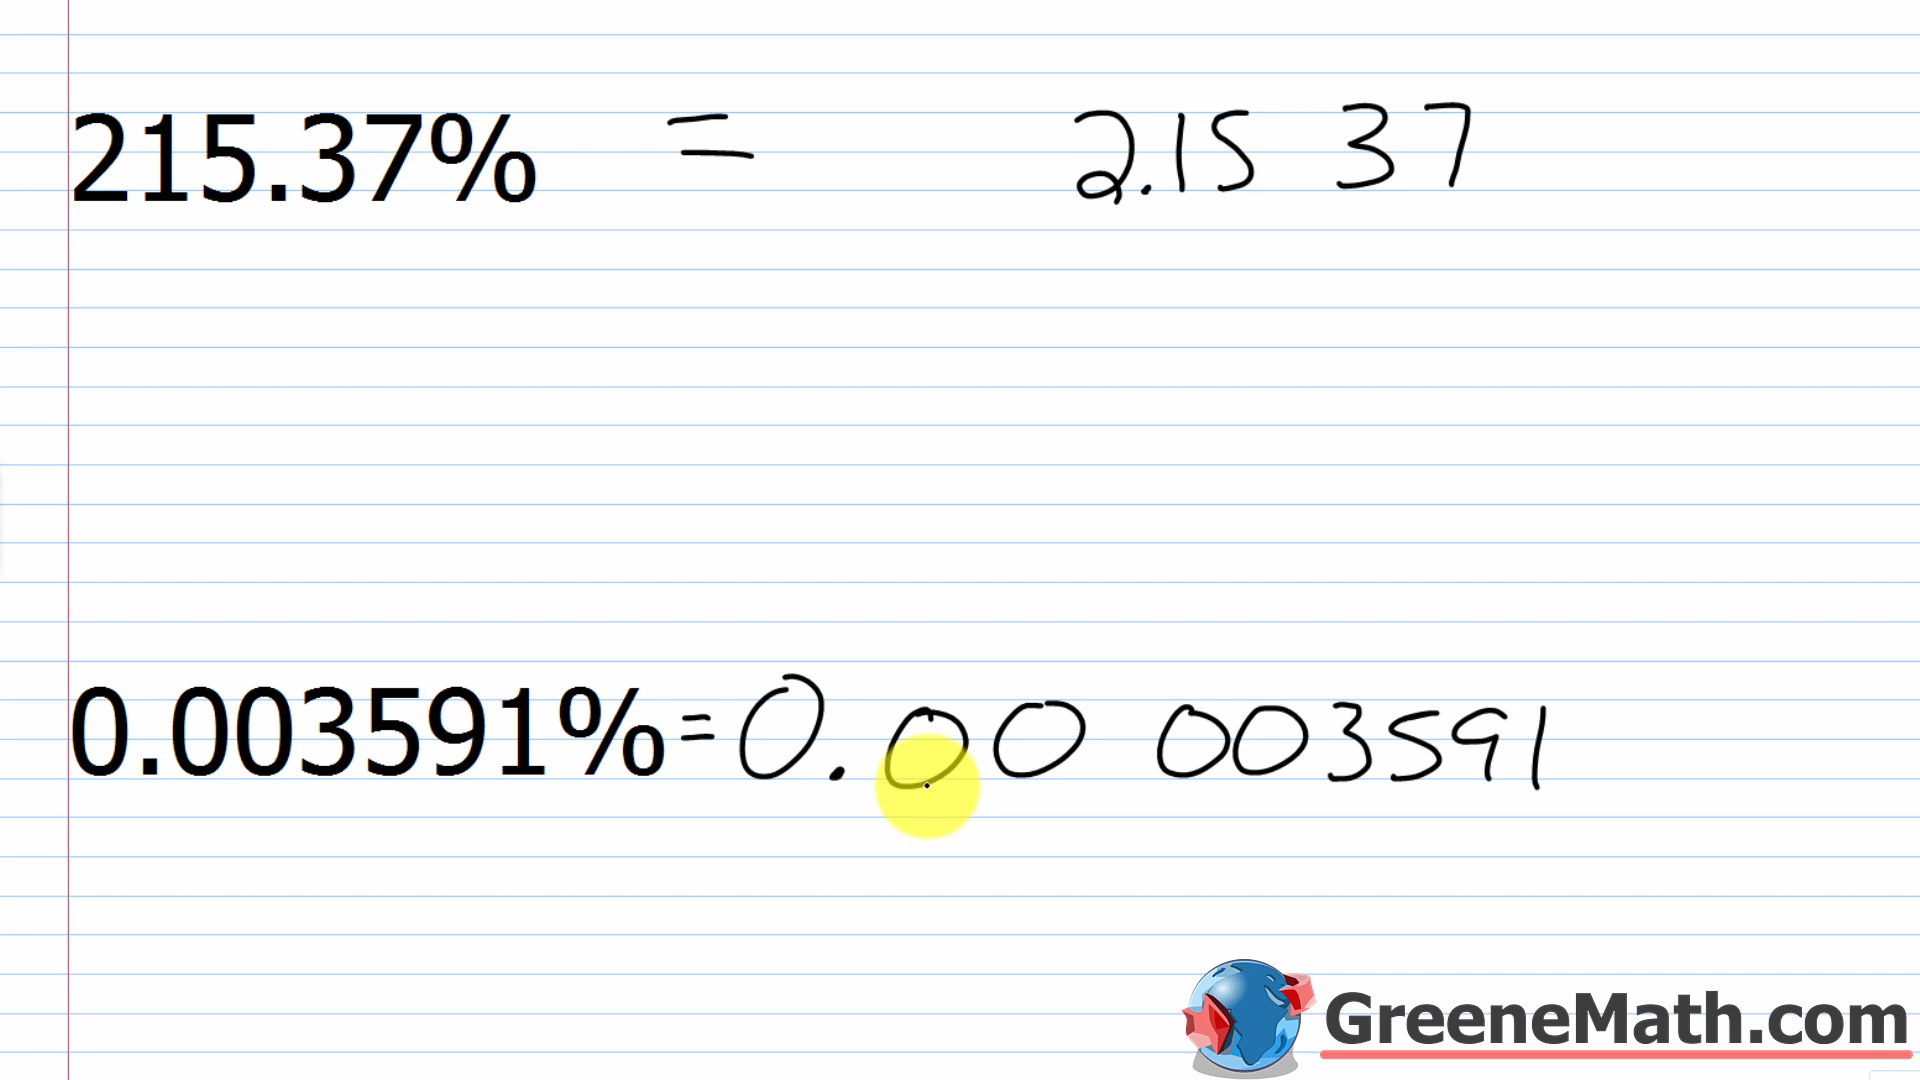 215.37% = 2.15 37
0.003591% = 0.00 003591
GreeneMath.com